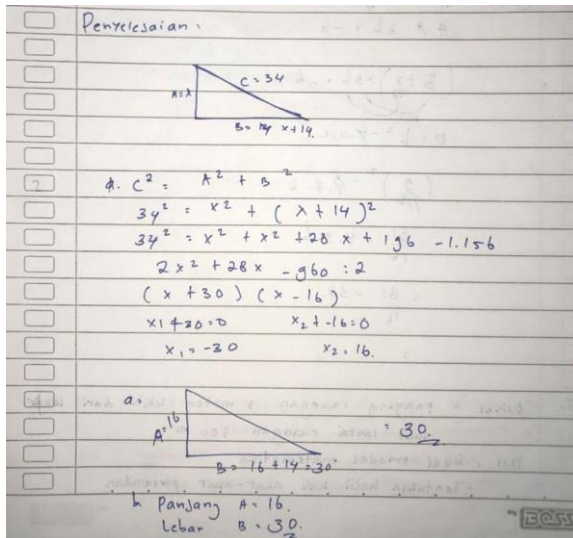 Penyelesaian :
C = 34
A = x
B = x + 14.
d. C² = A² + B²
34² = x² + ( x + 14 )²
34² = x² + x² + 28 x + 196 - 1.156
2x² + 28x - 960 : 2
( x + 30 ) ( x - 16 )
x1 + 30 = 0 x2 + -16 = 0
x1 = -30 x2 = 16.
a.
A = 16
= 30.
B = 16 + 14 = 30
b. Panjang A = 16.
Lebar B = 30.